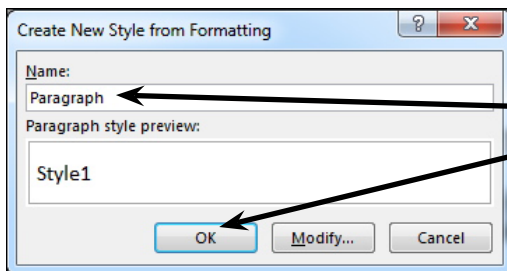 Create New Style from Formatting
? X
Name:
Paragraph
Paragraph style preview:
Style1
OK Modify... Cancel